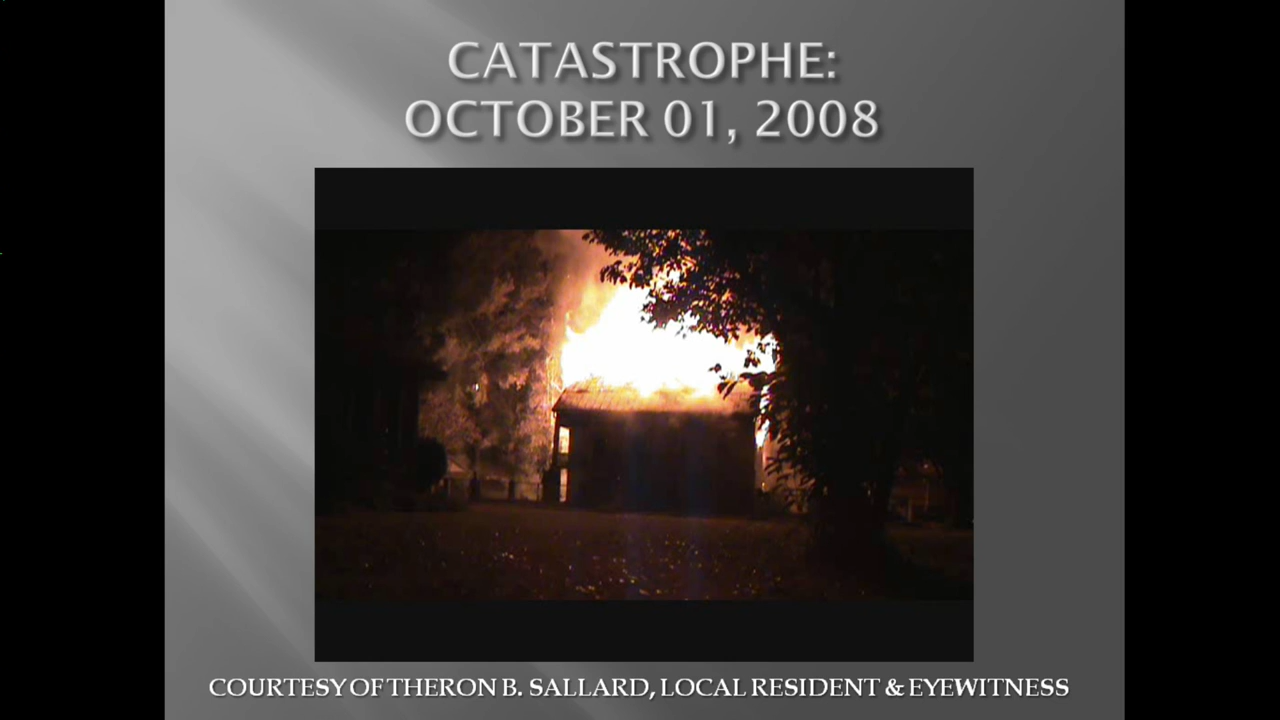 CATASTROPHE:
OCTOBER 01, 2008
COURTESY OF THERON B. SALLARD, LOCAL RESIDENT & EYEWITNESS